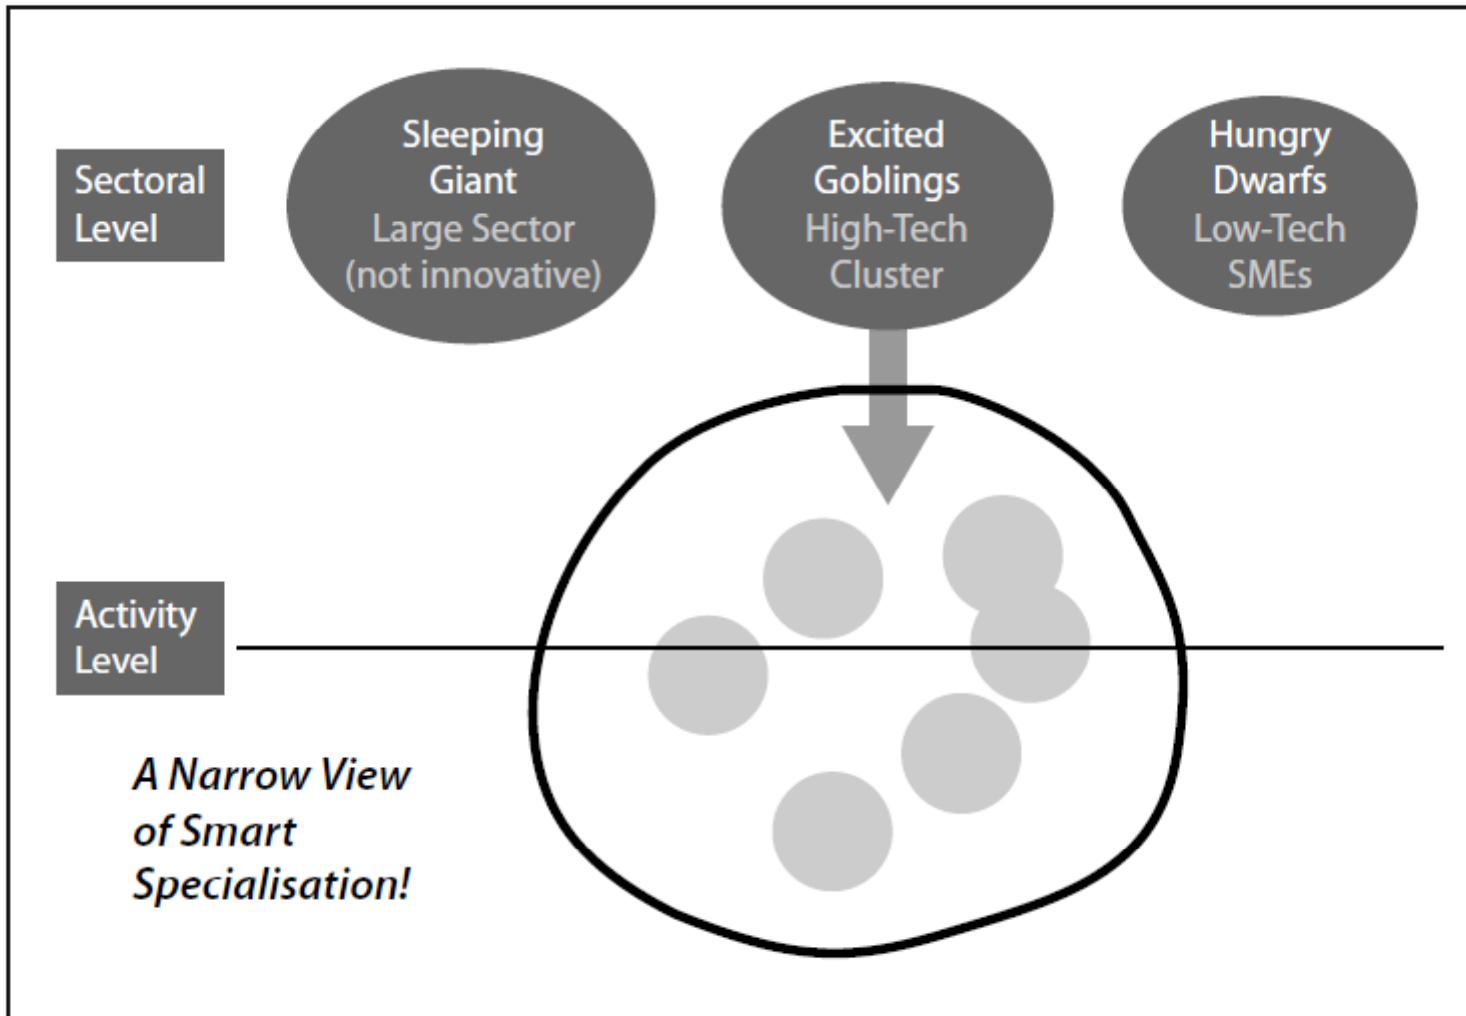 Sectoral
Level
Sleeping
Giant
Large Sector
(not innovative)
Excited
Goblings
High-Tech
Cluster
Hungry
Dwarfs
Low-Tech
SMEs
Activity
Level
A Narrow View
of Smart
Specialisation!